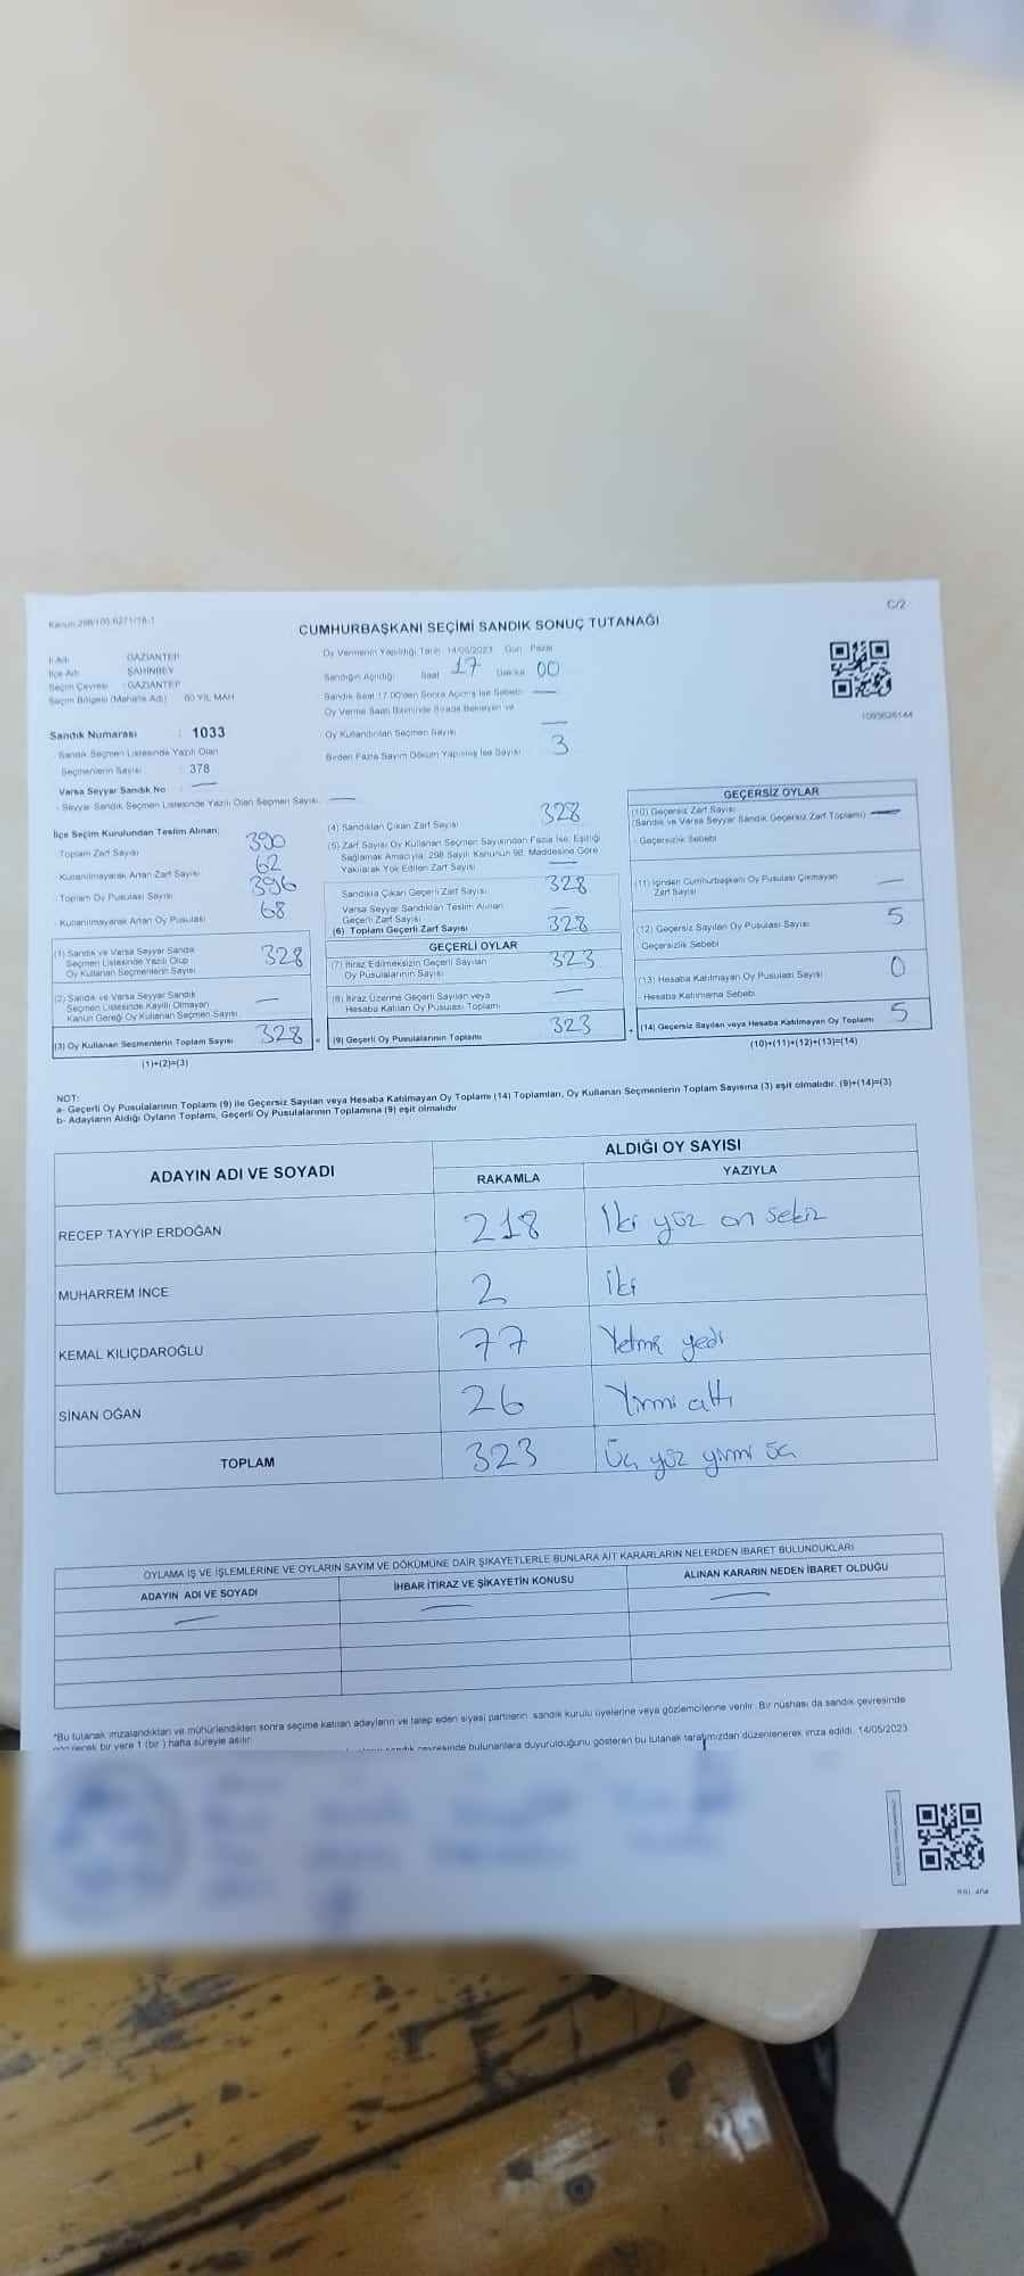 C/2
CUMHURBAŞKANI SEÇİMİ SANDIK SONUÇ TUTANAĞI
İl Adı GAZİANTEP
İlçe Adı ŞAHİNBEY
Seçim Çevresi : GAZİANTEP
Seçim Bölgesi (Mahalle Adı) 60 YIL MAH
Sandık Numarası : 1033
Sandık Seçmen Listesinde Yazılı Olan
Seçmenlerin Sayısı : 378
Varsa Seyyar Sandık No : —
- Seyyar Sandık Seçmen Listesinde Yazılı Olan Seçmen Sayısı —
Oy Vermenin Yapıldığı Tarih 14/05/2023 Gün Pazar
Sandığın Açıldığı Saat 17 Dakika 00
Sandık Saat 17.00'den Sonra Açılmış İse Sebebi —
Oy Verme Saati Bitiminde Sırada Bekleyen ve
Oy Kullandırılan Seçmen Sayısı —
Birden Fazla Sayım Döküm Yapılmış İse Sayısı 3
1095626144
İlçe Seçim Kurulundan Teslim Alınan;
- Toplam Zarf Sayısı 390
- Kullanılmayarak Artan Zarf Sayısı 62
- Toplam Oy Pusulası Sayısı 396
- Kullanılmayarak Artan Oy Pusulası 68
(1) Sandık ve Varsa Seyyar Sandık
Seçmen Listesinde Yazılı Olup
Oy Kullanan Seçmenlerin Sayısı 328
(2) Sandık ve Varsa Seyyar Sandık
Seçmen Listesinde Kayıtlı Olmayan
Kanun Gereği Oy Kullanan Seçmen Sayısı —
(3) Oy Kullanan Seçmenlerin Toplam Sayısı 328
(1)+(2)=(3)
(4) Sandıktan Çıkan Zarf Sayısı 328
(5) Zarf Sayısı Oy Kullanan Seçmen Sayısından Fazla İse, Eşitliği
Sağlamak Amacıyla, 298 Sayılı Kanunun 98. Maddesine Göre
Yakılarak Yok Edilen Zarf Sayısı —
Sandıkta Çıkan Geçerli Zarf Sayısı 328
Varsa Seyyar Sandıktan Teslim Alınan
Geçerli Zarf Sayısı —
(6) Toplam Geçerli Zarf Sayısı 328
GEÇERLİ OYLAR
(7) İtiraz Edilmeksizin Geçerli Sayılan
Oy Pusulalarının Sayısı 323
(8) İtiraz Üzerine Geçerli Sayılan veya
Hesaba Katılan Oy Pusulası Toplamı —
= (9) Geçerli Oy Pusulalarının Toplamı 323
GEÇERSİZ OYLAR
(10) Geçersiz Zarf Sayısı
(Sandık ve Varsa Seyyar Sandık Geçersiz Zarf Toplamı) —
Geçersizlik Sebebi
(11) İçinden Cumhurbaşkanı Oy Pusulası Çıkmayan
Zarf Sayısı —
(12) Geçersiz Sayılan Oy Pusulası Sayısı 5
Geçersizlik Sebebi
(13) Hesaba Katılmayan Oy Pusulası Sayısı 0
Hesaba Katılmama Sebebi
+ (14) Geçersiz Sayılan veya Hesaba Katılmayan Oy Toplamı 5
(10)+(11)+(12)+(13)=(14)
NOT:
a- Geçerli Oy Pusulalarının Toplamı (9) ile Geçersiz Sayılan veya Hesaba Katılmayan Oy Toplamı (14) Toplamları, Oy Kullanan Seçmenlerin Toplam Sayısına (3) eşit olmalıdır. (9)+(14)=(3)
b- Adayların Aldığı Oyların Toplamı, Geçerli Oy Pusulalarının Toplamına (9) eşit olmalıdır.
ADAYIN ADI VE SOYADI
ALDIĞI OY SAYISI
RAKAMLA YAZIYLA
RECEP TAYYİP ERDOĞAN 218 İki yüz on sekiz
MUHARREM İNCE 2 iki
KEMAL KILIÇDAROĞLU 77 Yetmiş yedi
SİNAN OĞAN 26 Yirmi altı
TOPLAM 323 Üç yüz yirmi üç
OYLAMA İŞ VE İŞLEMLERİNE VE OYLARIN SAYIM VE DÖKÜMÜNE DAİR ŞİKAYETLERLE BUNLARA AİT KARARLARIN NELERDEN İBARET BULUNDUKLARI
ADAYIN ADI VE SOYADI İHBAR İTİRAZ VE ŞİKAYETİN KONUSU ALINAN KARARIN NEDEN İBARET OLDUĞU
— — —
*Bu tutanak imzalandıktan ve mühürlendikten sonra seçime katılan adayların ve talep eden siyasi partilerin, sandık kurulu üyelerine veya gözlemcilerine verilir. Bir nüshası da sandık çevresinde
bir yere 1 (bir ) hafta süreyle asılır.
çevresinde bulunanlara duyurulduğunu gösteren bu tutanak tarafımızdan düzenlenerek imza edildi. 14/05/2023